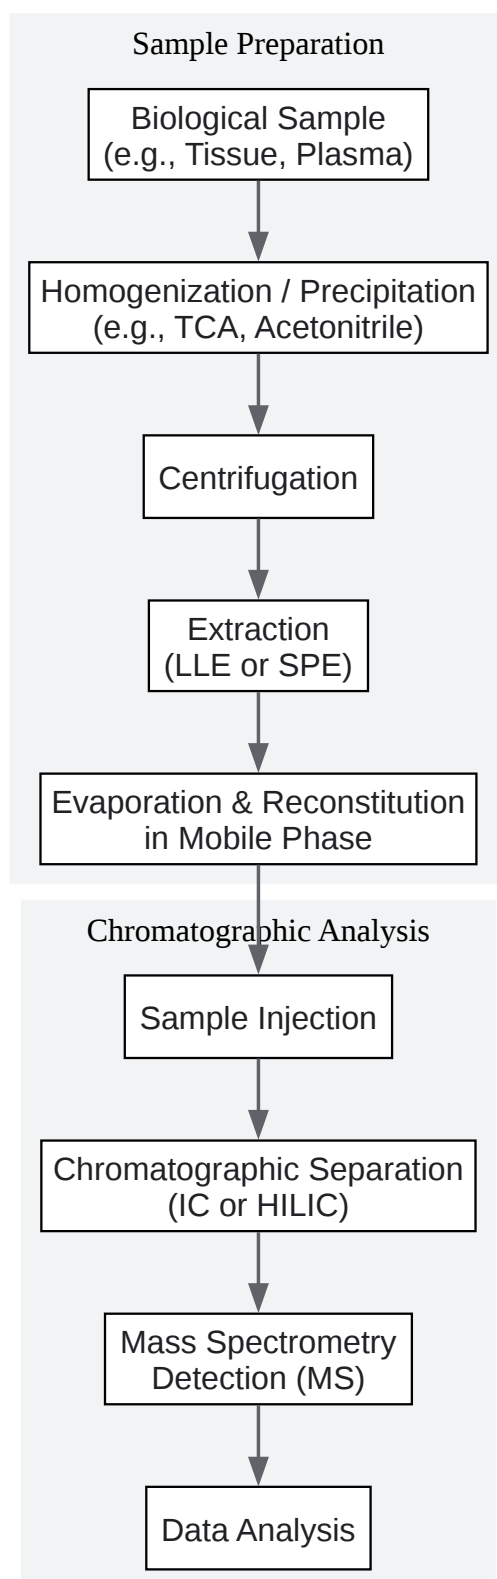 Sample Preparation
Biological Sample
(e.g., Tissue, Plasma)
Homogenization / Precipitation
(e.g., TCA, Acetonitrile)
Centrifugation
Extraction
(LLE or SPE)
Evaporation & Reconstitution
in Mobile Phase
Chromatographic Analysis
Sample Injection
Chromatographic Separation
(IC or HILIC)
Mass Spectrometry
Detection (MS)
Data Analysis